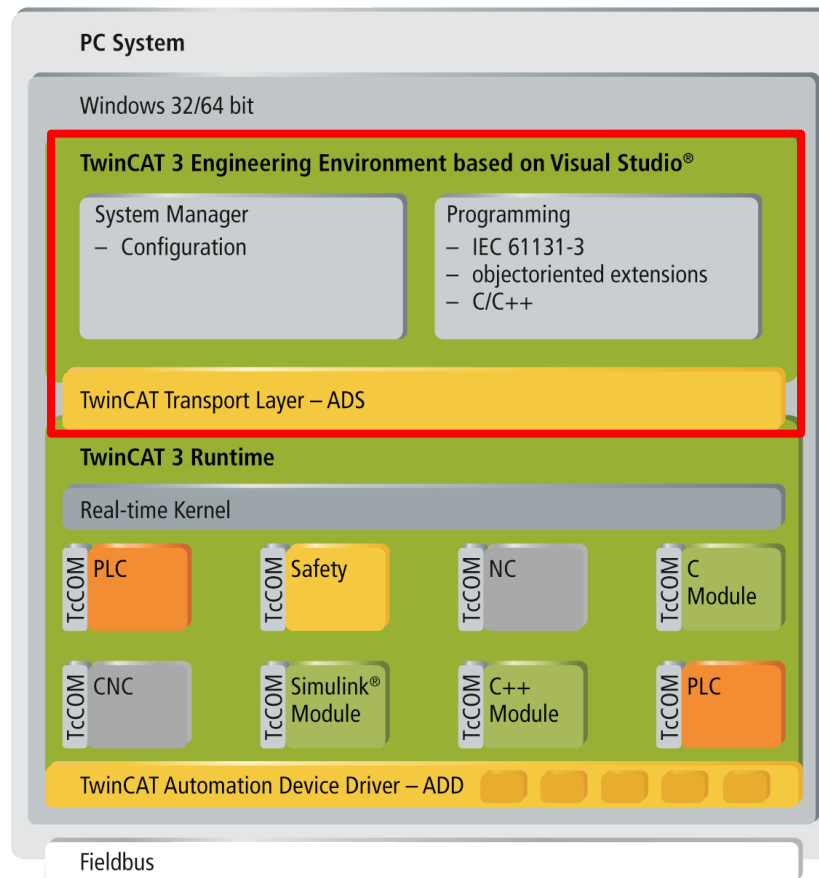 PC System
Windows 32/64 bit
TwinCAT 3 Engineering Environment based on Visual Studio®
System Manager
– Configuration
Programming
– IEC 61131-3
– objectoriented extensions
– C/C++
TwinCAT Transport Layer – ADS
TwinCAT 3 Runtime
Real-time Kernel
TcCOM
PLC
TcCOM
Safety
TcCOM
NC
TcCOM
C
Module
TcCOM
CNC
TcCOM
Simulink®
Module
TcCOM
C++
Module
TcCOM
PLC
TwinCAT Automation Device Driver – ADD
Fieldbus